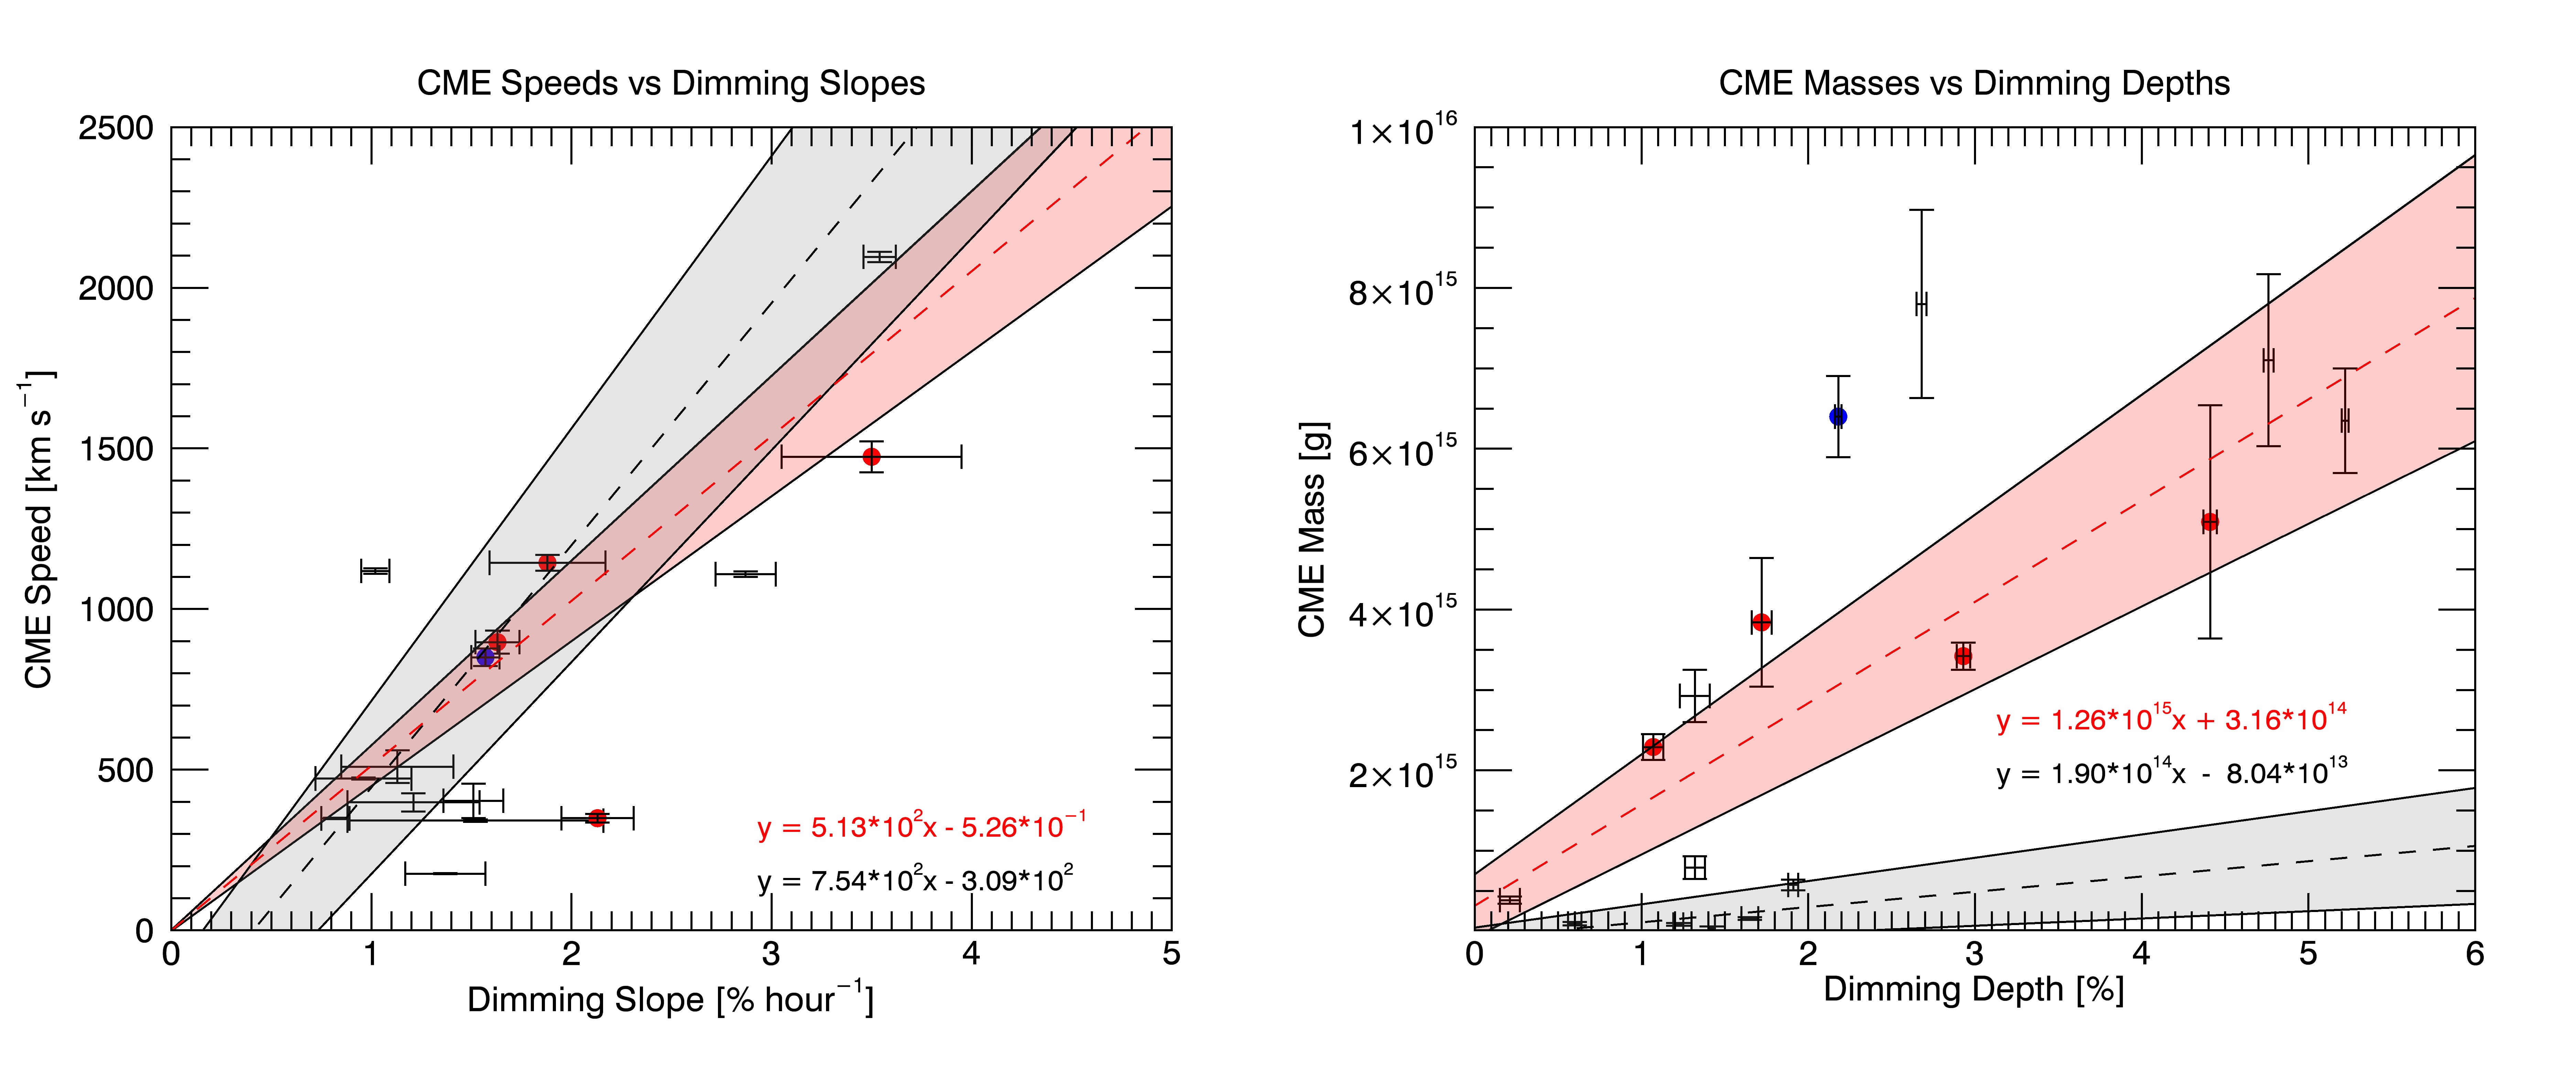 CME Speeds vs Dimming Slopes
2500
2000
1500
1000
500
0
CME Speed [km s⁻¹]
y = 5.13*10²x - 5.26*10⁻¹
y = 7.54*10²x - 3.09*10²
0 1 2 3 4 5
Dimming Slope [% hour⁻¹]
CME Masses vs Dimming Depths
1×10¹⁶
8×10¹⁵
6×10¹⁵
4×10¹⁵
2×10¹⁵
CME Mass [g]
y = 1.26*10¹⁵x + 3.16*10¹⁴
y = 1.90*10¹⁴x - 8.04*10¹³
0 1 2 3 4 5 6
Dimming Depth [%]